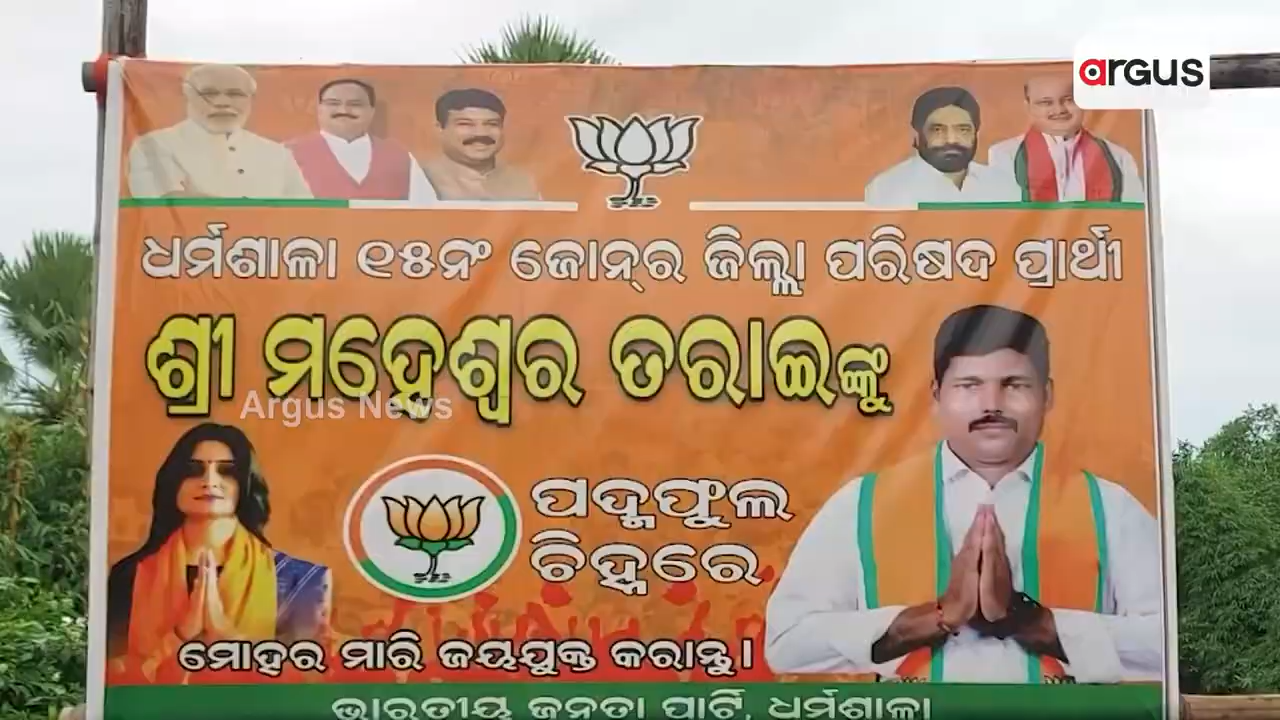 argus
ଧର୍ମଶାଳା ୧୫ନଂ ଜୋନ୍‌ର ଜିଲ୍ଲା ପରିଷଦ ପ୍ରାର୍ଥୀ
ଶ୍ରୀ ମହେଶ୍ୱର ତରାଇଙ୍କୁ
Argus News
ପଦ୍ମଫୁଲ
ଚିହ୍ନରେ
ମୋହର ମାରି ଜୟଯୁକ୍ତ କରାନ୍ତୁ।
ଭାରତୀୟ ଜନତା ପାର୍ଟି, ଧର୍ମଶାଳା